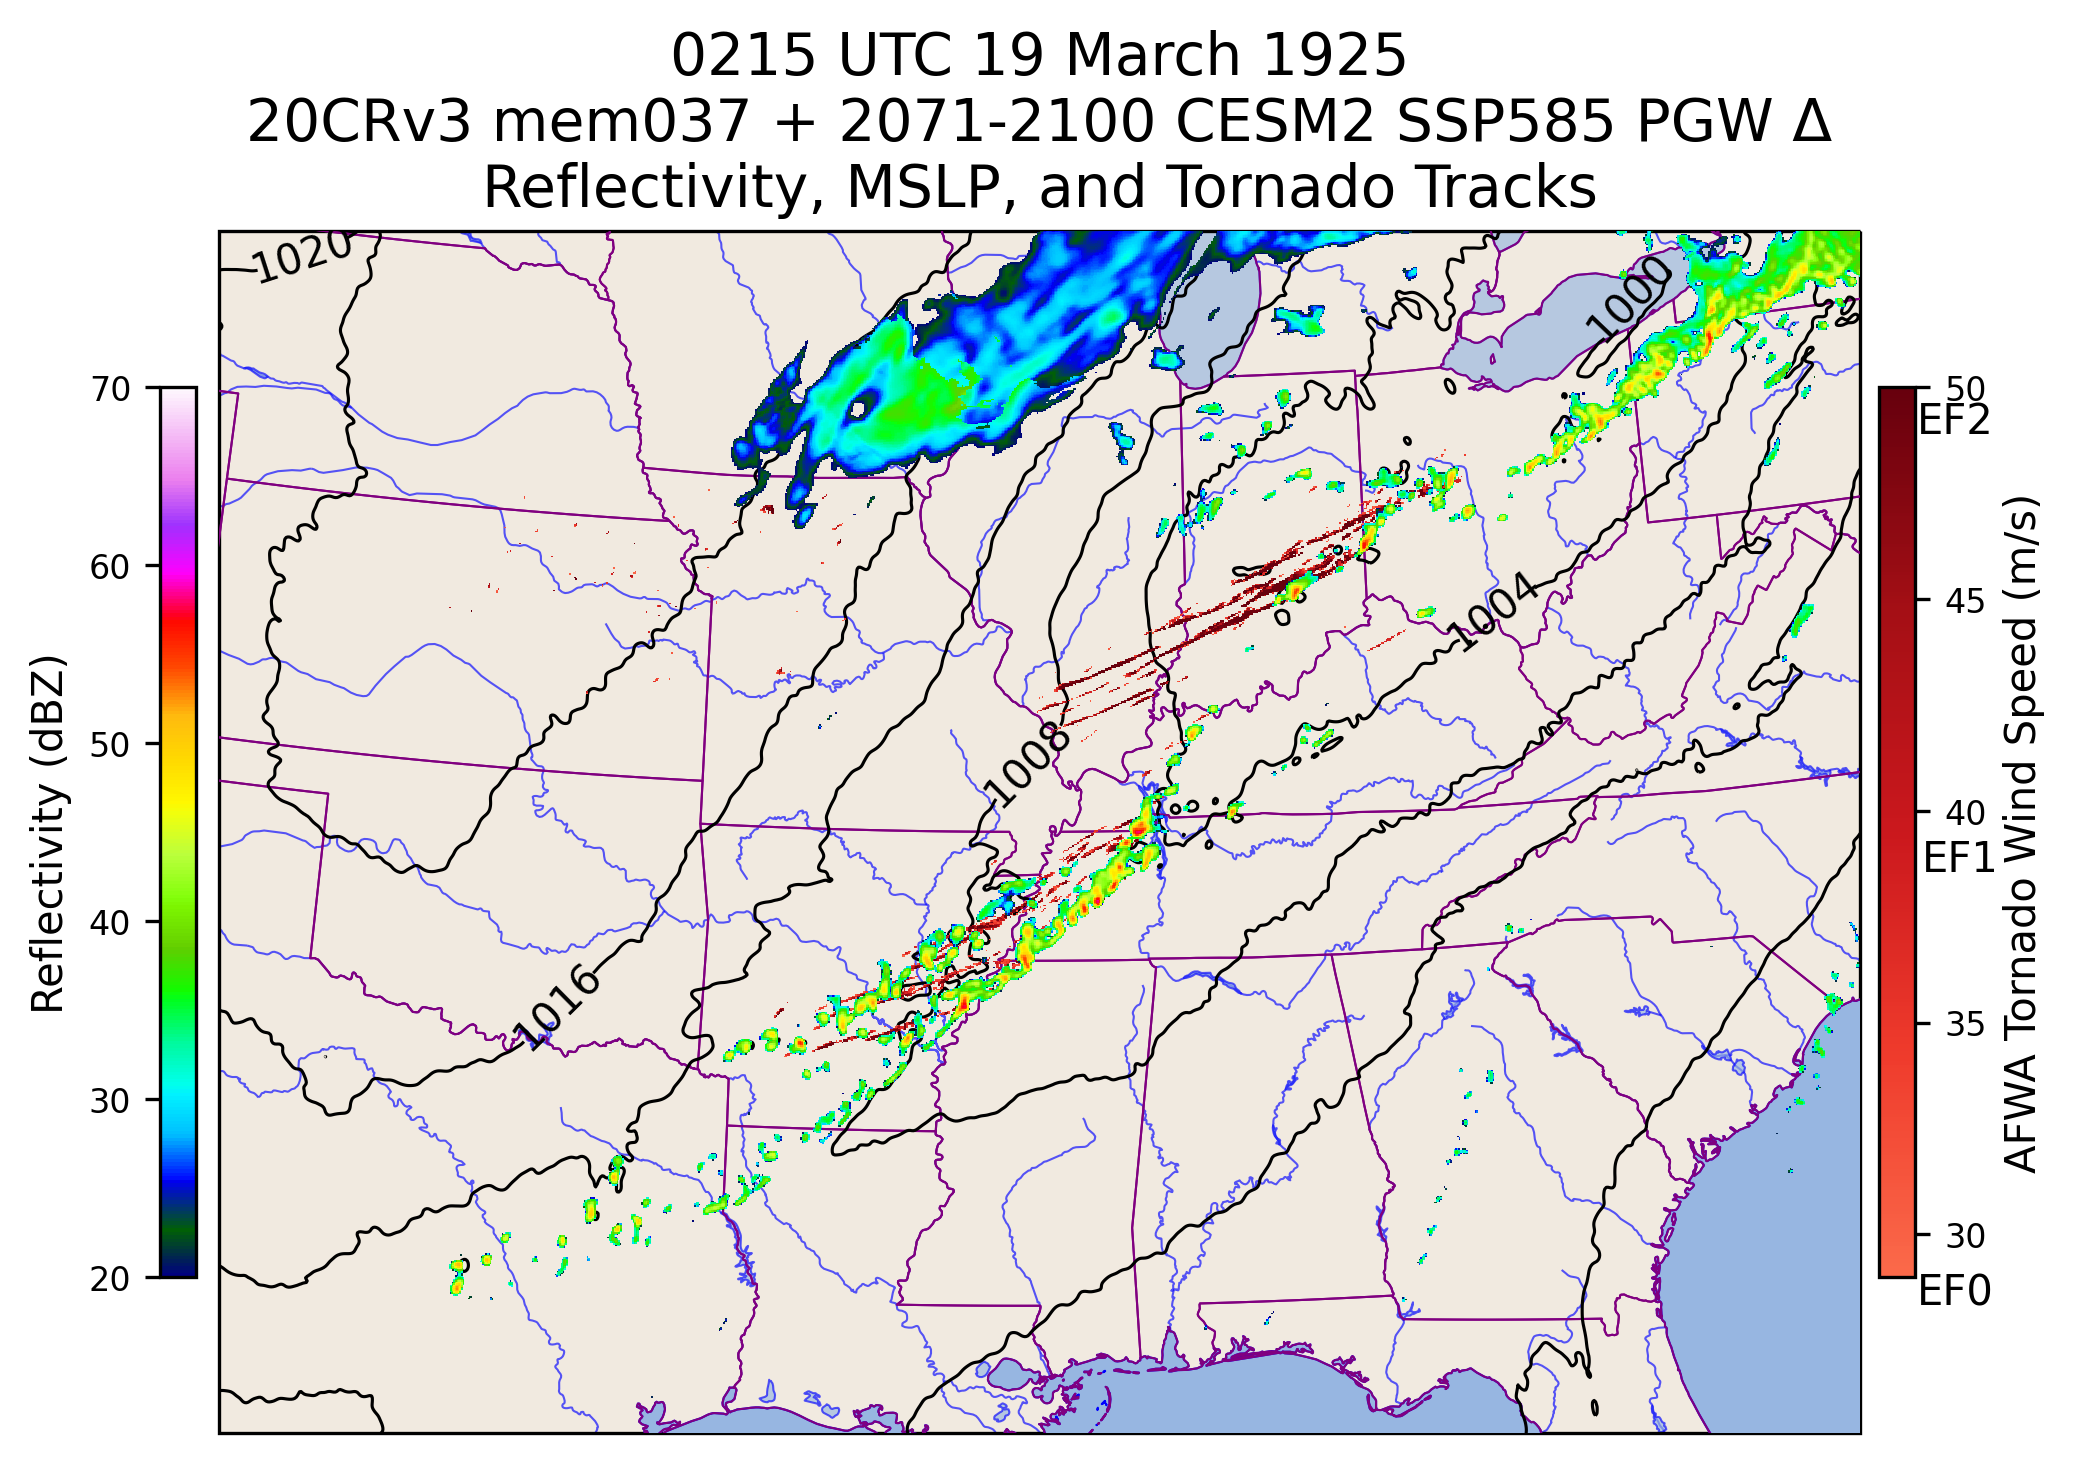 0215 UTC 19 March 1925
20CRv3 mem037 + 2071-2100 CESM2 SSP585 PGW Δ
Reflectivity, MSLP, and Tornado Tracks
1020
1000
1004
1008
1016
70
60
50
40
30
20
Reflectivity (dBZ)
50
EF2
45
40
EF1
35
30
EF0
AFWA Tornado Wind Speed (m/s)